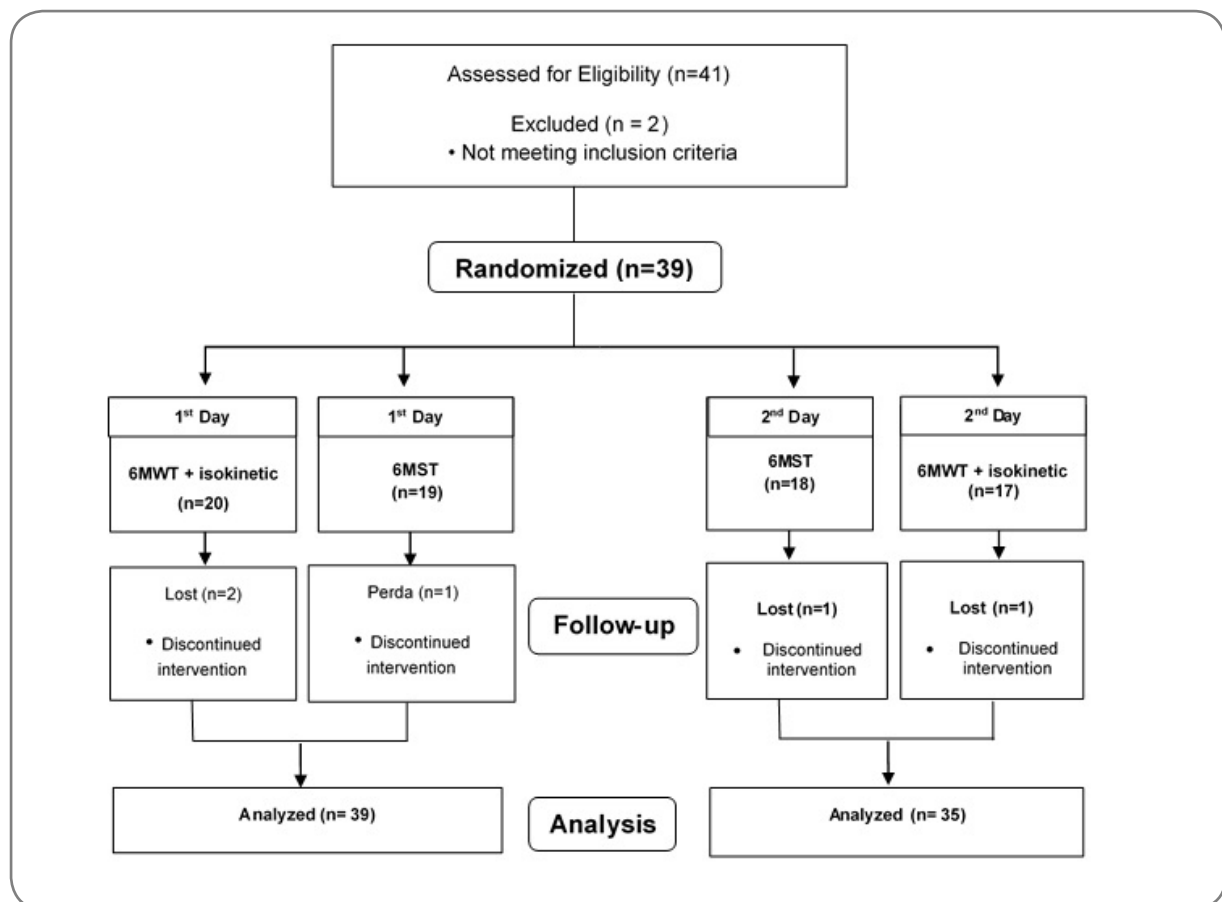 Assessed for Eligibility (n=41)
Excluded (n = 2)
• Not meeting inclusion criteria
Randomized (n=39)
1st Day
6MWT + isokinetic
(n=20)
1st Day
6MST
(n=19)
2nd Day
6MST
(n=18)
2nd Day
6MWT + isokinetic
(n=17)
Lost (n=2)
• Discontinued
intervention
Perda (n=1)
• Discontinued
intervention
Follow-up
Lost (n=1)
• Discontinued
intervention
Lost (n=1)
• Discontinued
intervention
Analyzed (n= 39)
Analysis
Analyzed (n= 35)